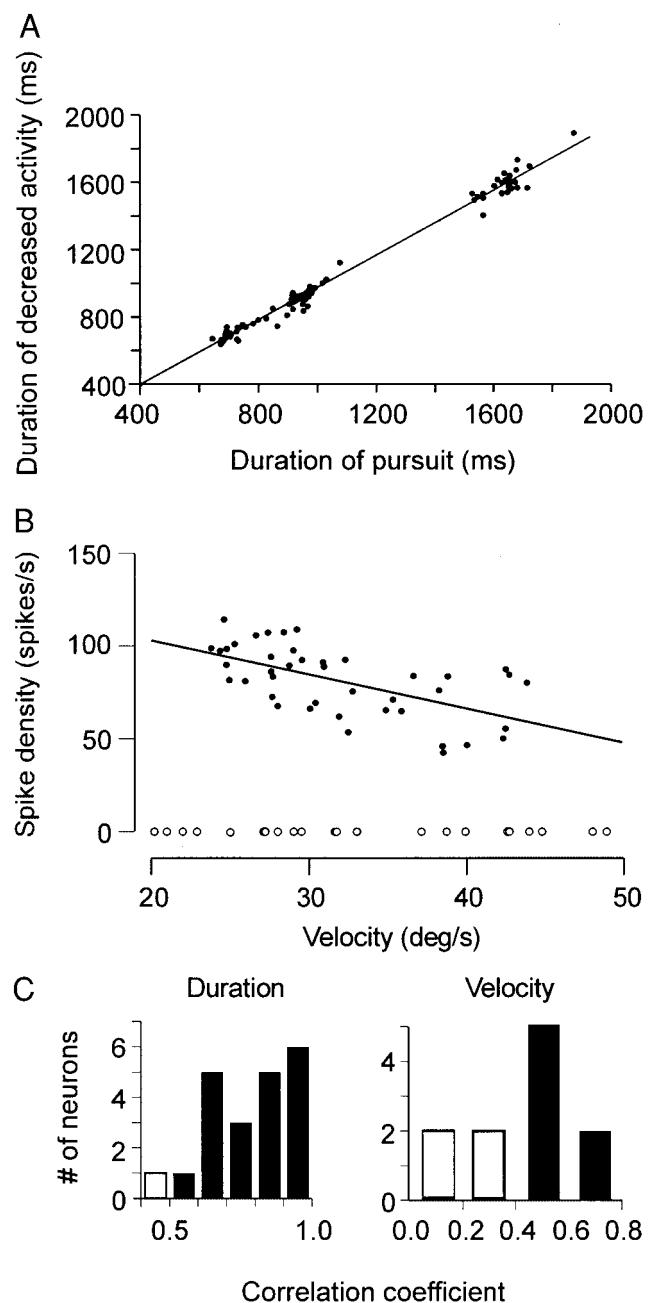 A
Duration of decreased activity (ms)
2000
1600
1200
800
400
400 800 1200 1600 2000
Duration of pursuit (ms)
B
Spike density (spikes/s)
150
100
50
0
20 30 40 50
Velocity (deg/s)
C
Duration
Velocity
# of neurons
6
4
2
0
0.5 1.0
4
2
0
0.0 0.2 0.4 0.6 0.8
Correlation coefficient